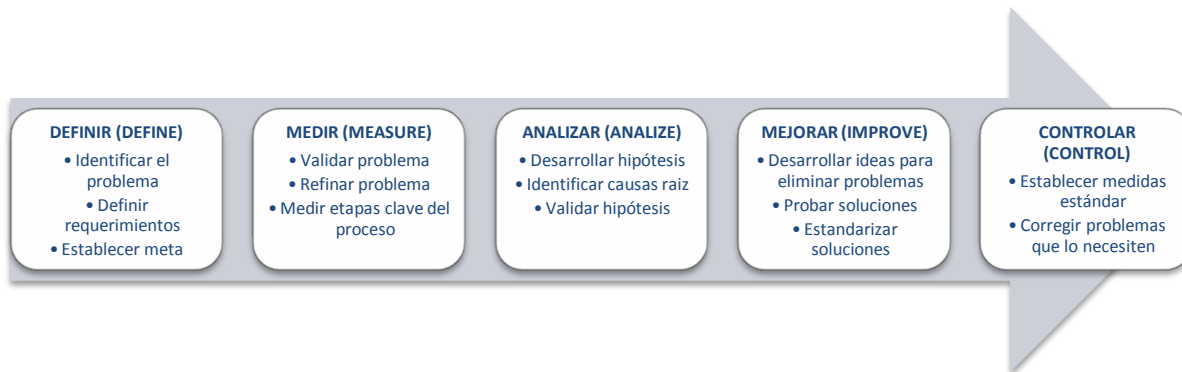 DEFINIR (DEFINE)
• Identificar el
problema
• Definir
requerimientos
• Establecer meta
MEDIR (MEASURE)
• Validar problema
• Refinar problema
• Medir etapas clave del
proceso
ANALIZAR (ANALIZE)
• Desarrollar hipótesis
• Identificar causas raiz
• Validar hipótesis
MEJORAR (IMPROVE)
• Desarrollar ideas para
eliminar problemas
• Probar soluciones
• Estandarizar
soluciones
CONTROLAR
(CONTROL)
• Establecer medidas
estándar
• Corregir problemas
que lo necesiten